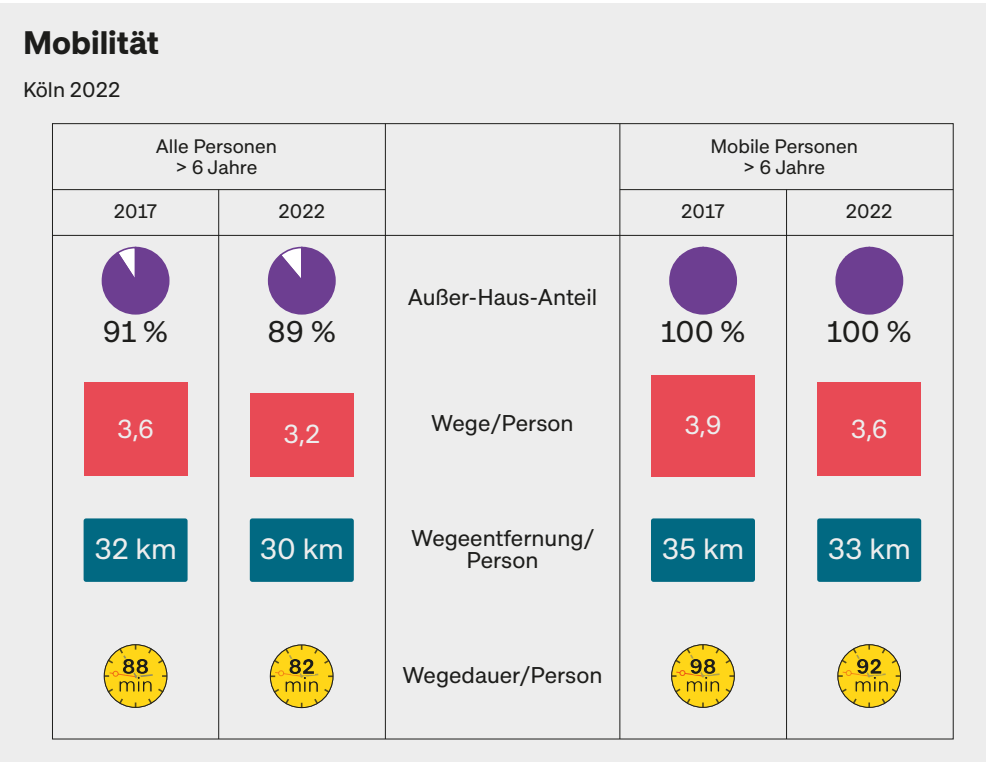 Mobilität
Köln 2022
Alle Personen
> 6 Jahre
Mobile Personen
> 6 Jahre
2017
2022
2017
2022
91 %
89 %
Außer-Haus-Anteil
100 %
100 %
3,6
3,2
Wege/Person
3,9
3,6
32 km
30 km
Wegeentfernung/
Person
35 km
33 km
88
min
82
min
Wegedauer/Person
98
min
92
min